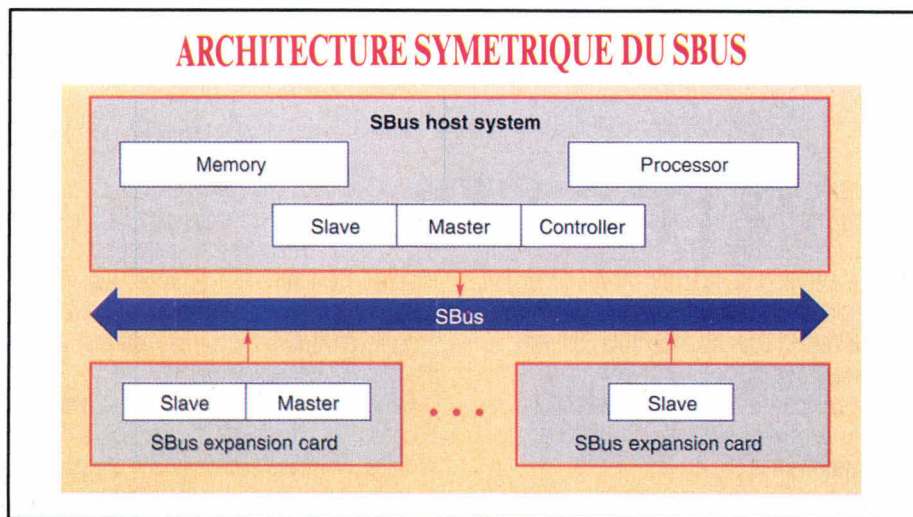 ARCHITECTURE SYMETRIQUE DU SBUS
SBus host system
Memory
Processor
Slave
Master
Controller
SBus
Slave
Master
SBus expansion card
Slave
SBus expansion card